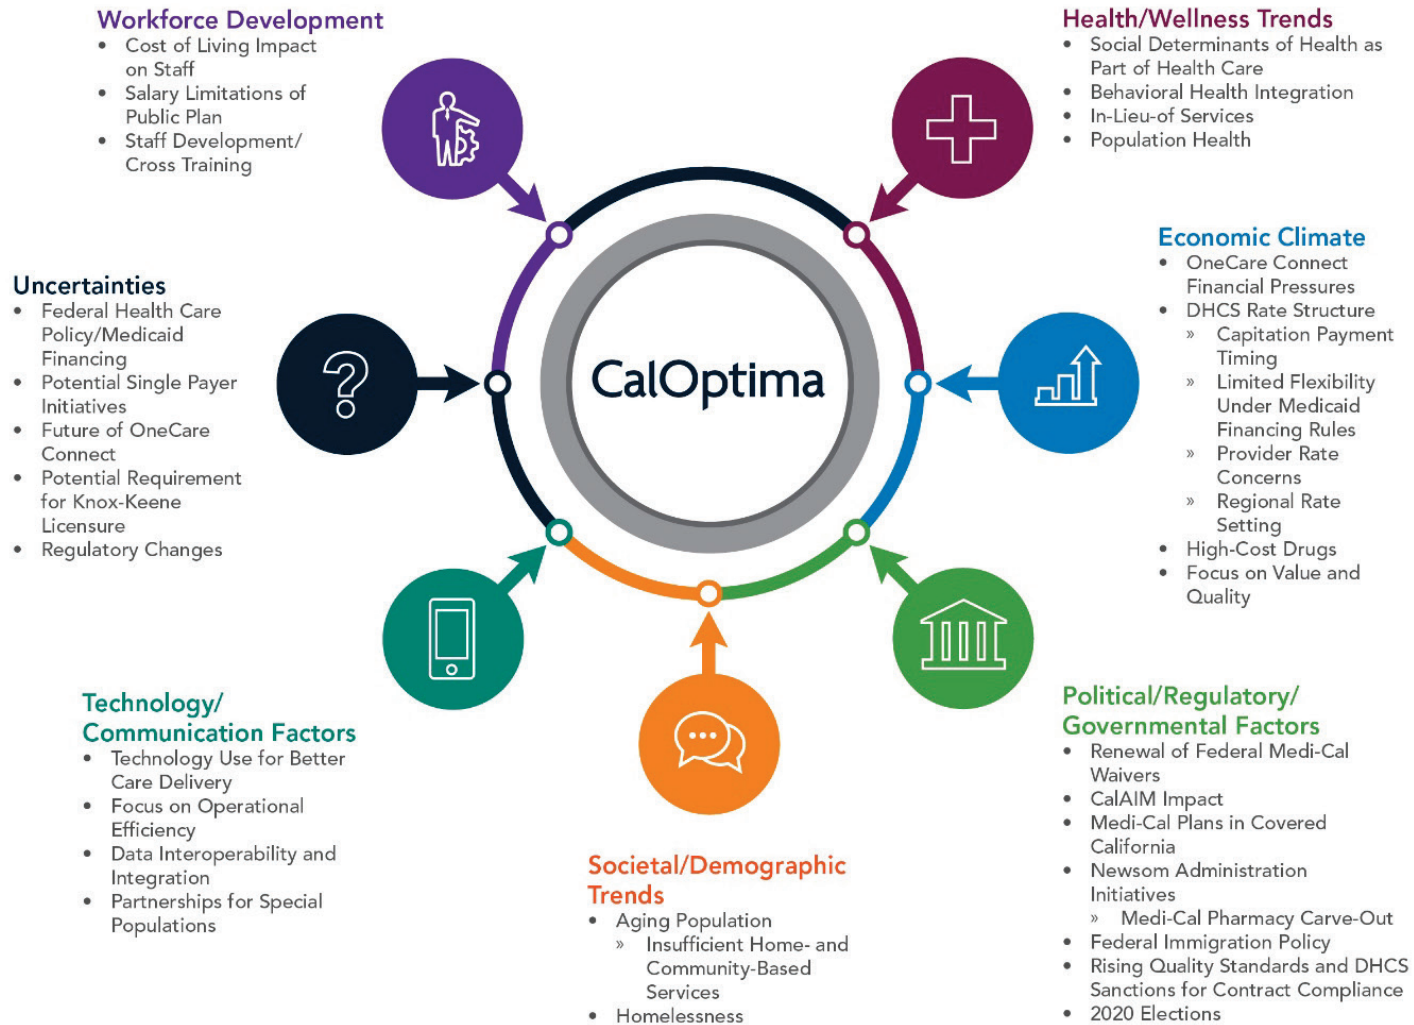 Workforce Development
• Cost of Living Impact
on Staff
• Salary Limitations of
Public Plan
• Staff Development/
Cross Training
Health/Wellness Trends
• Social Determinants of Health as
Part of Health Care
• Behavioral Health Integration
• In-Lieu-of Services
• Population Health
Uncertainties
• Federal Health Care
Policy/Medicaid
Financing
• Potential Single Payer
Initiatives
• Future of OneCare
Connect
• Potential Requirement
for Knox-Keene
Licensure
• Regulatory Changes
?
CalOptima
Economic Climate
• OneCare Connect
Financial Pressures
• DHCS Rate Structure
» Capitation Payment
Timing
» Limited Flexibility
Under Medicaid
Financing Rules
» Provider Rate
Concerns
» Regional Rate
Setting
• High-Cost Drugs
• Focus on Value and
Quality
Technology/
Communication Factors
• Technology Use for Better
Care Delivery
• Focus on Operational
Efficiency
• Data Interoperability and
Integration
• Partnerships for Special
Populations
Societal/Demographic
Trends
• Aging Population
» Insufficient Home- and
Community-Based
Services
• Homelessness
Political/Regulatory/
Governmental Factors
• Renewal of Federal Medi-Cal
Waivers
• CalAIM Impact
• Medi-Cal Plans in Covered
California
• Newsom Administration
Initiatives
» Medi-Cal Pharmacy Carve-Out
• Federal Immigration Policy
• Rising Quality Standards and DHCS
Sanctions for Contract Compliance
• 2020 Elections